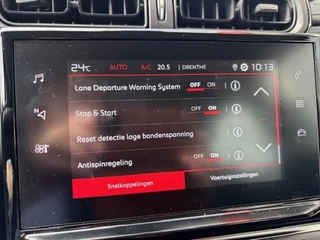 24°C AUTO A/C 20.5 | DRENTHE 10:13
Lane Departure Warning System OFF ON
Stop & Start OFF ON
Reset detectie lage bandenspanning
Antispinregeling OFF ON
Snelkoppelingen Voertuiginstellingen